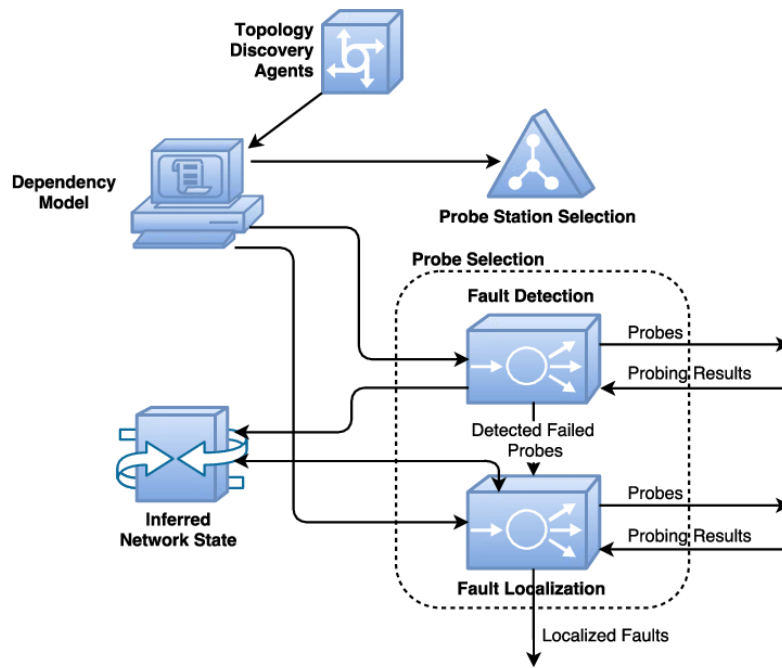 Topology
Discovery
Agents
Dependency
Model
Probe Station Selection
Probe Selection
Fault Detection
Probes
Probing Results
Detected Failed
Probes
Inferred
Network State
Probes
Probing Results
Fault Localization
Localized Faults